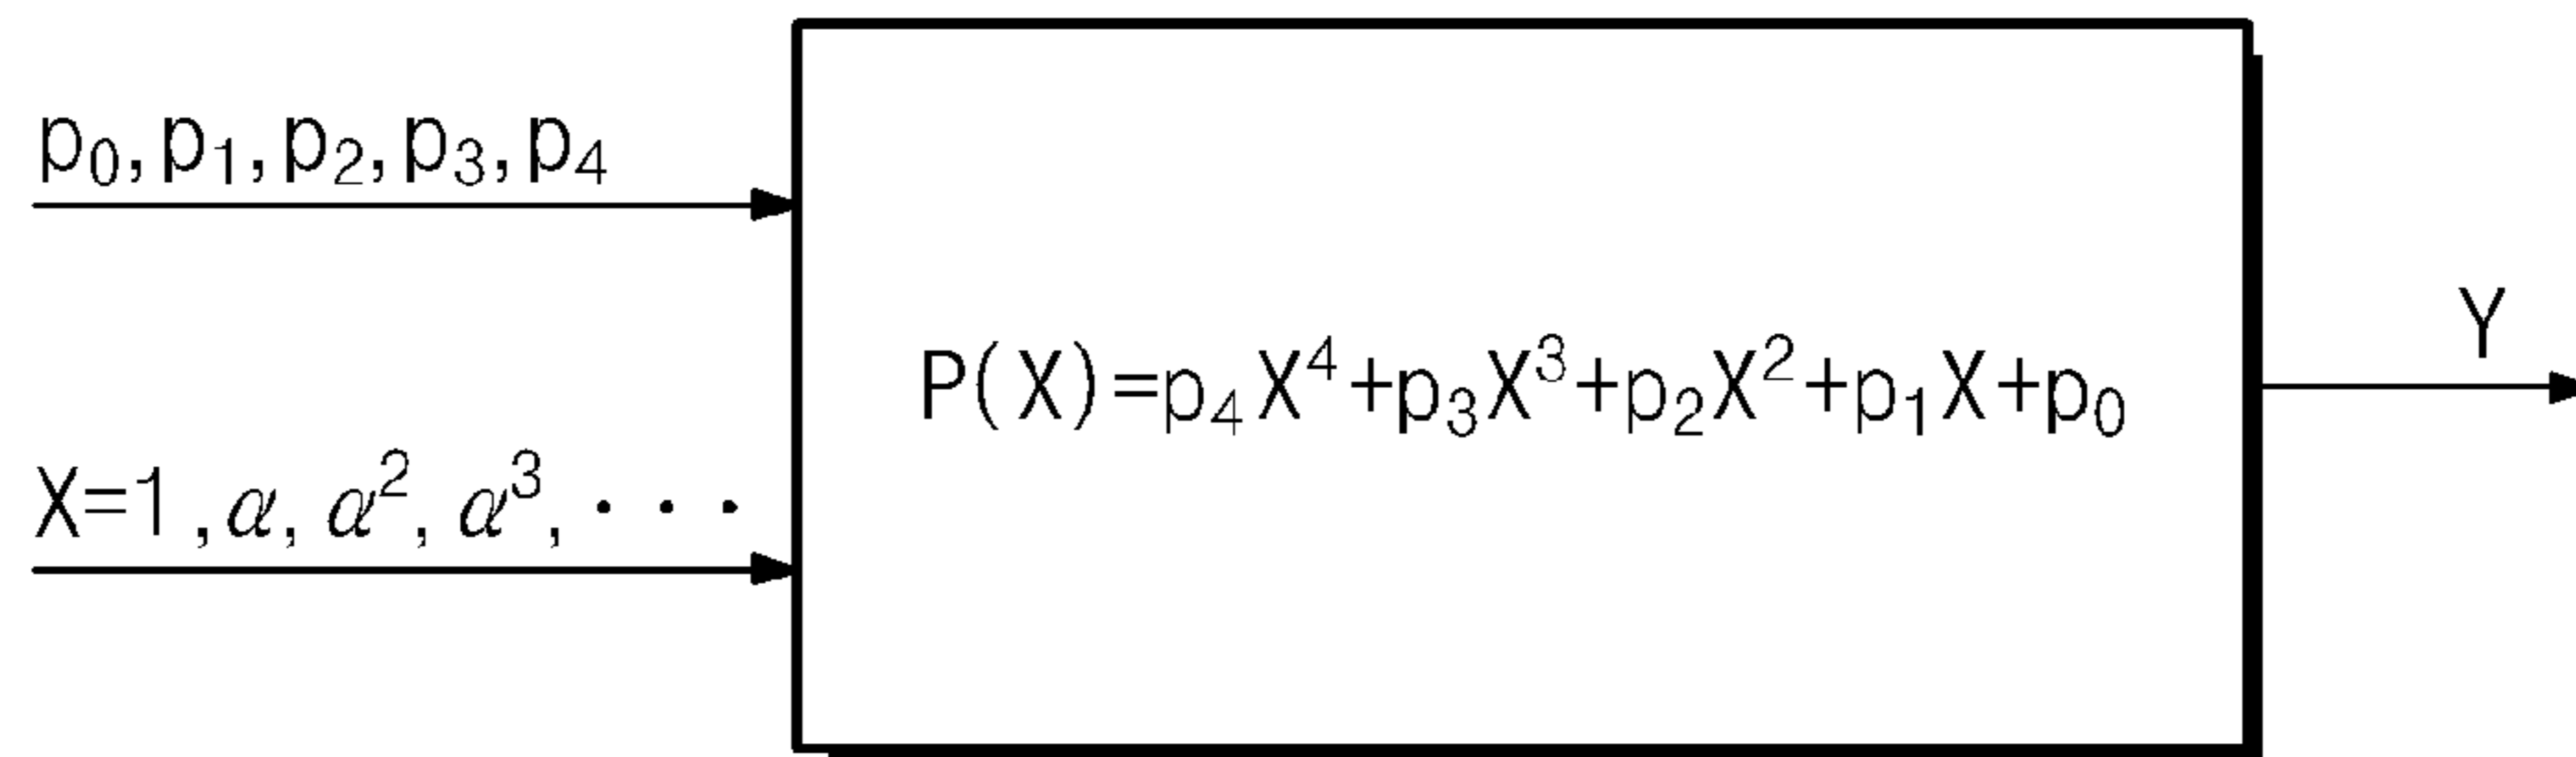 p₀,p₁,p₂,p₃,p₄
X=1,α,α²,α³,···
P(X)=p₄X⁴+p₃X³+p₂X²+p₁X+p₀
Y